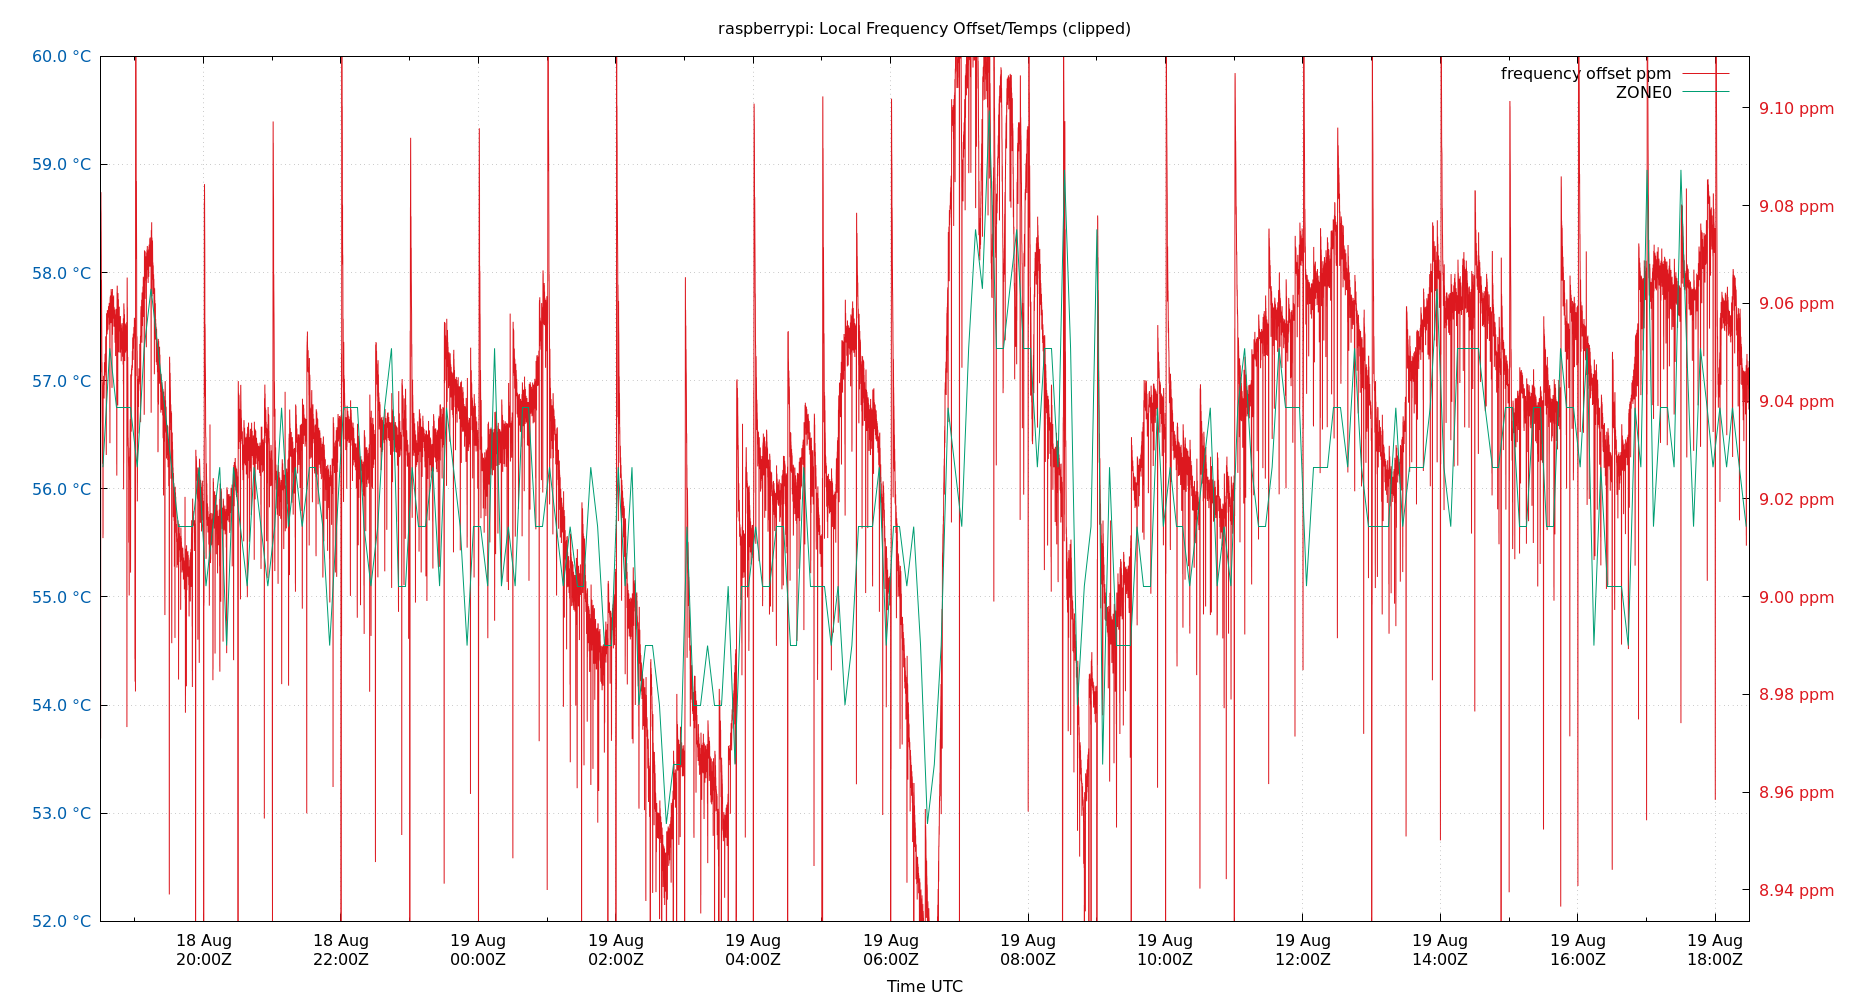 raspberrypi: Local Frequency Offset/Temps (clipped)
60.0 °C
59.0 °C
58.0 °C
57.0 °C
56.0 °C
55.0 °C
54.0 °C
53.0 °C
52.0 °C
frequency offset ppm
ZONE0
9.10 ppm
9.08 ppm
9.06 ppm
9.04 ppm
9.02 ppm
9.00 ppm
8.98 ppm
8.96 ppm
8.94 ppm
18 Aug
20:00Z
18 Aug
22:00Z
19 Aug
00:00Z
19 Aug
02:00Z
19 Aug
04:00Z
19 Aug
06:00Z
19 Aug
08:00Z
19 Aug
10:00Z
19 Aug
12:00Z
19 Aug
14:00Z
19 Aug
16:00Z
19 Aug
18:00Z
Time UTC